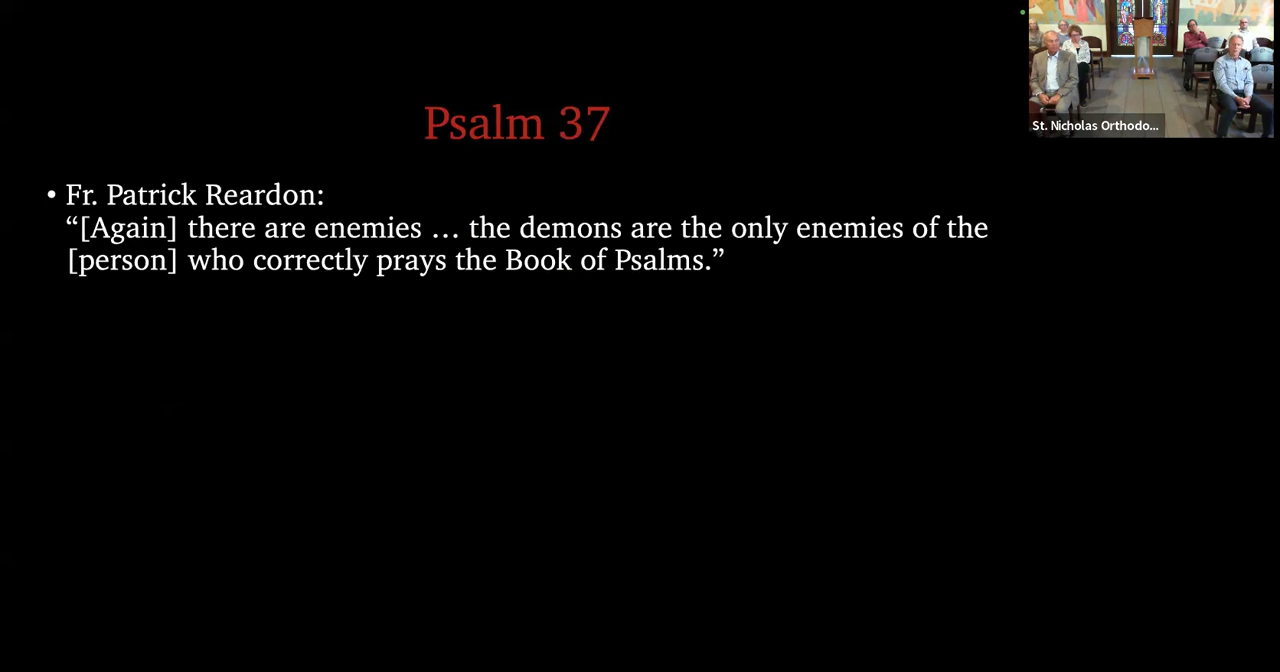 Psalm 37
• Fr. Patrick Reardon:
“[Again] there are enemies … the demons are the only enemies of the
[person] who correctly prays the Book of Psalms.”
St. Nicholas Orthodo...